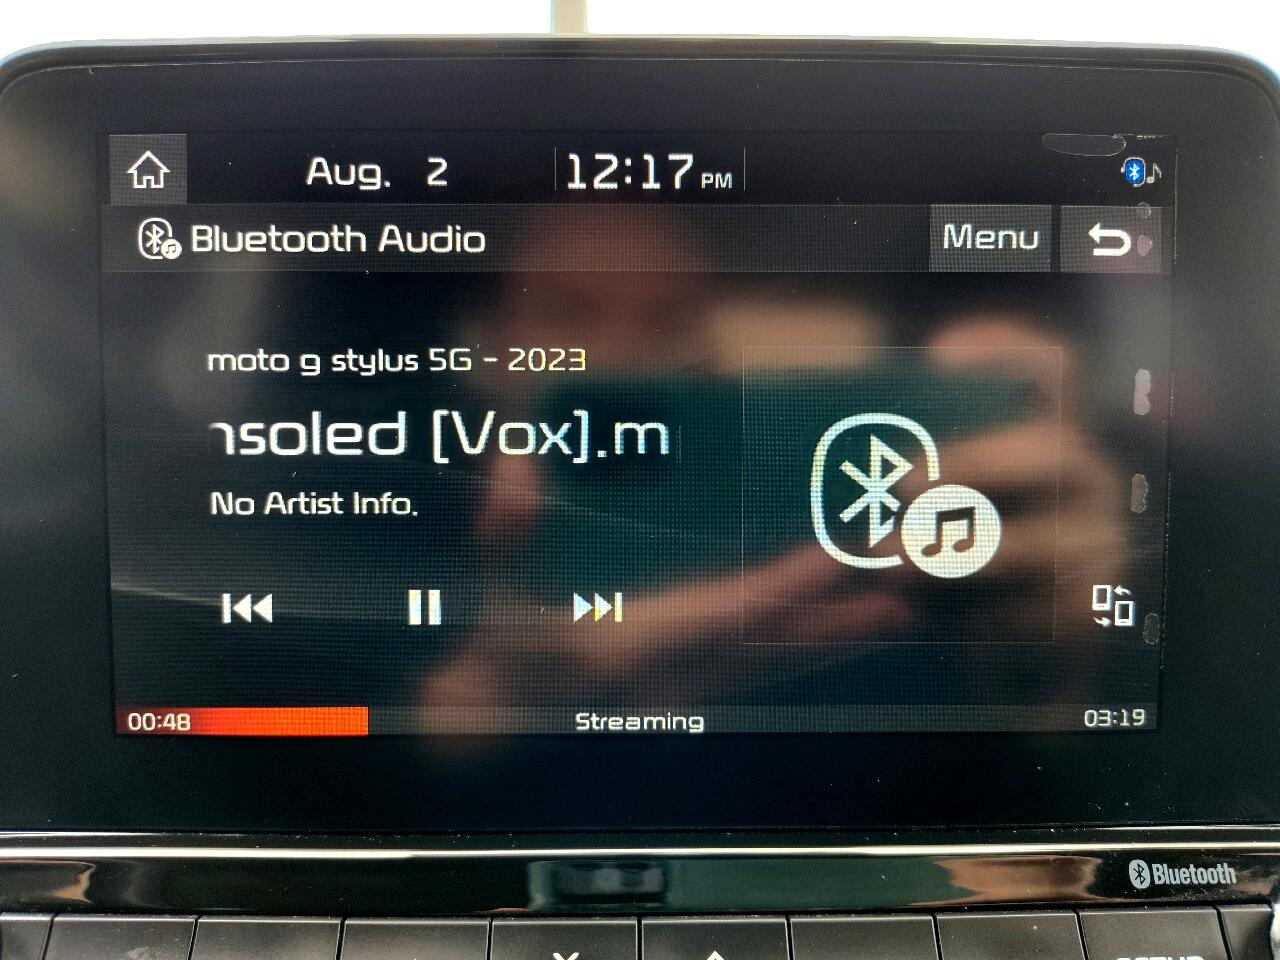 Aug. 2 12:17 PM
Bluetooth Audio Menu
moto g stylus 5G - 2023
nsoled [Vox].m
No Artist Info.
00:48 Streaming 03:19
Bluetooth